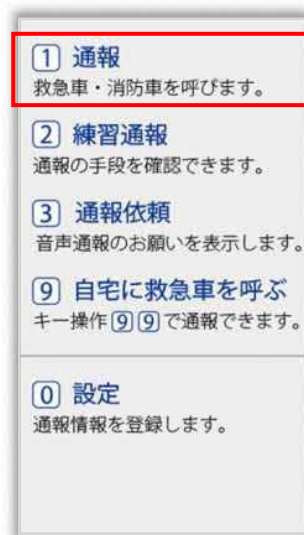 1 通報
救急車・消防車を呼びます。
2 練習通報
通報の手段を確認できます。
3 通報依頼
音声通報のお願いを表示します。
9 自宅に救急車を呼ぶ
キー操作99で通報できます。
0 設定
通報情報を登録します。